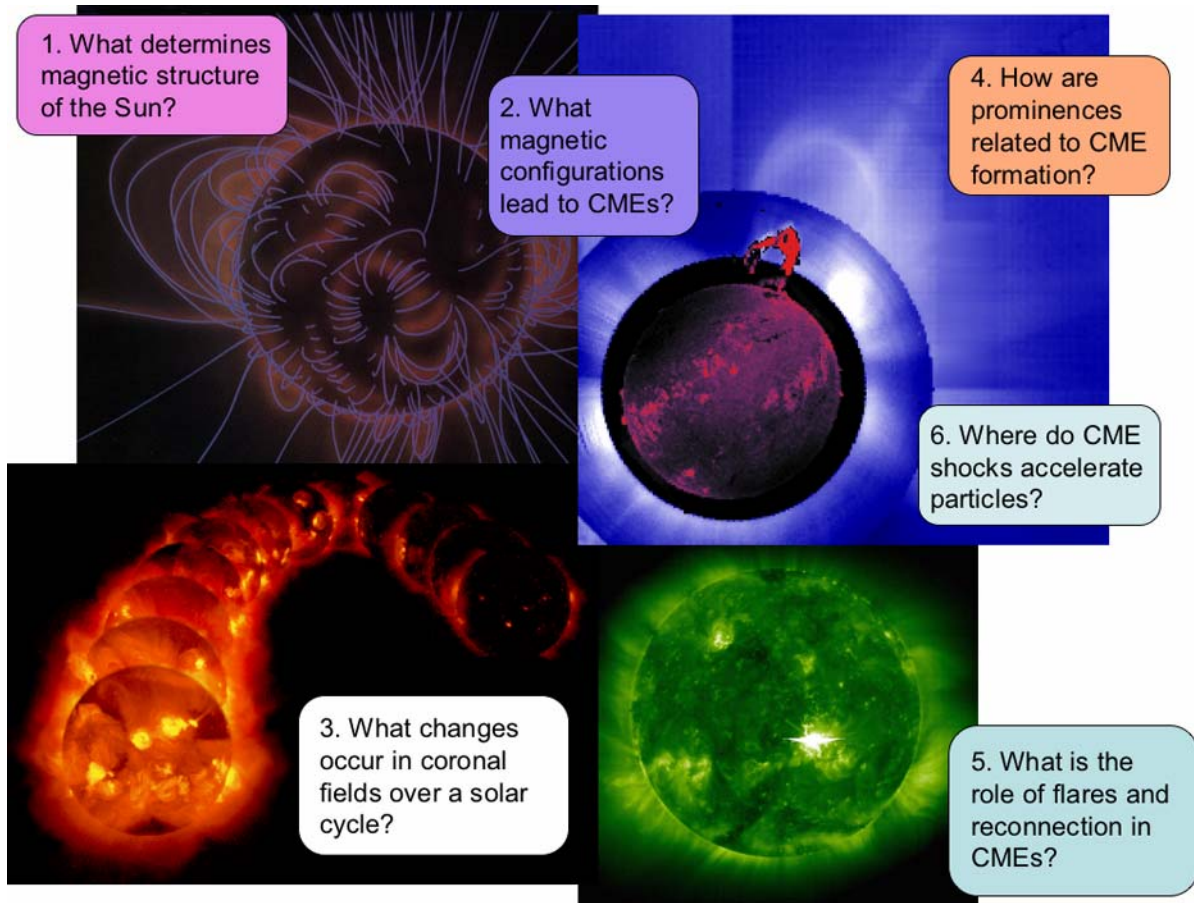 1. What determines
magnetic structure
of the Sun?
2. What
magnetic
configurations
lead to CMEs?
3. What changes
occur in coronal
fields over a solar
cycle?
4. How are
prominences
related to CME
formation?
5. What is the
role of flares and
reconnection in
CMEs?
6. Where do CME
shocks accelerate
particles?